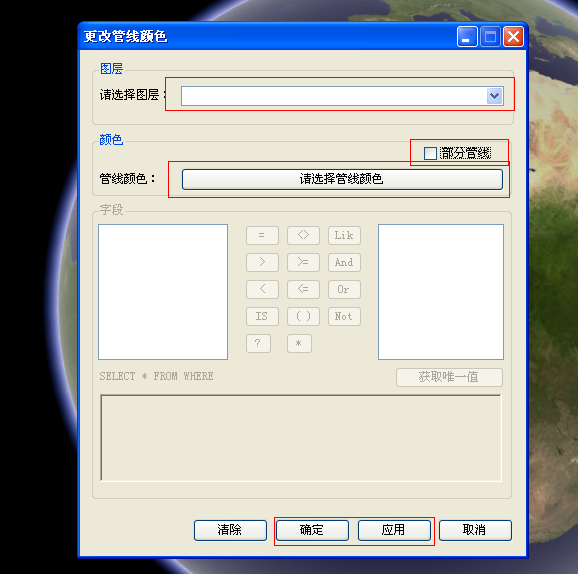 更改管线颜色
图层
请选择图层：
颜色
部分管线
管线颜色：
请选择管线颜色
字段
= <> Lik
> >= And
< <= Or
IS ( ) Not
? *
SELECT * FROM WHERE
获取唯一值
清除 确定 应用 取消